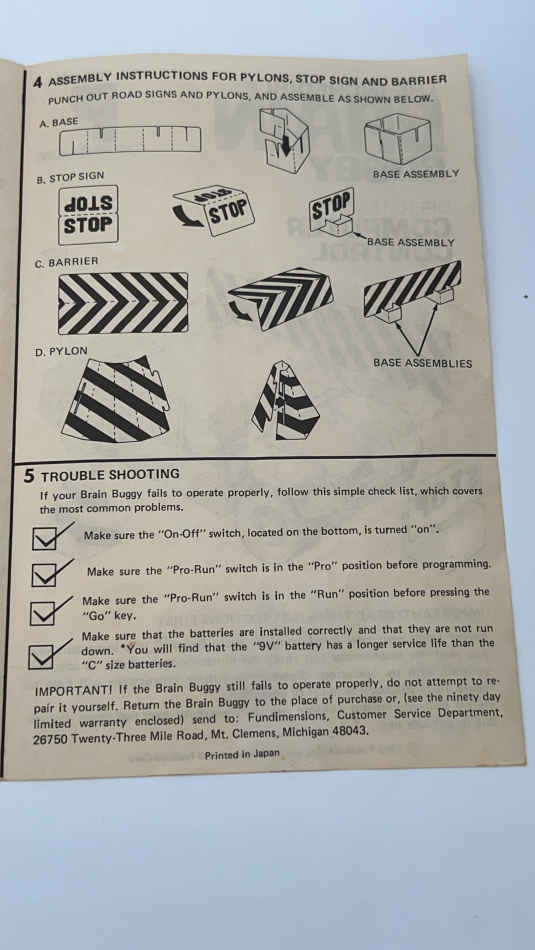 4 ASSEMBLY INSTRUCTIONS FOR PYLONS, STOP SIGN AND BARRIER
PUNCH OUT ROAD SIGNS AND PYLONS, AND ASSEMBLE AS SHOWN BELOW.
A. BASE
BASE ASSEMBLY
B. STOP SIGN
STOP
STOP
STOP
STOP
STOP
BASE ASSEMBLY
C. BARRIER
BASE ASSEMBLIES
D. PYLON
5 TROUBLE SHOOTING
If your Brain Buggy fails to operate properly, follow this simple check list, which covers
the most common problems.
Make sure the "On-Off" switch, located on the bottom, is turned "on".
Make sure the "Pro-Run" switch is in the "Pro" position before programming.
Make sure the "Pro-Run" switch is in the "Run" position before pressing the
"Go" key.
Make sure that the batteries are installed correctly and that they are not run
down. *You will find that the "9V" battery has a longer service life than the
"C" size batteries.
IMPORTANT! If the Brain Buggy still fails to operate properly, do not attempt to re-
pair it yourself. Return the Brain Buggy to the place of purchase or, (see the ninety day
limited warranty enclosed) send to: Fundimensions, Customer Service Department,
26750 Twenty-Three Mile Road, Mt. Clemens, Michigan 48043.
Printed in Japan